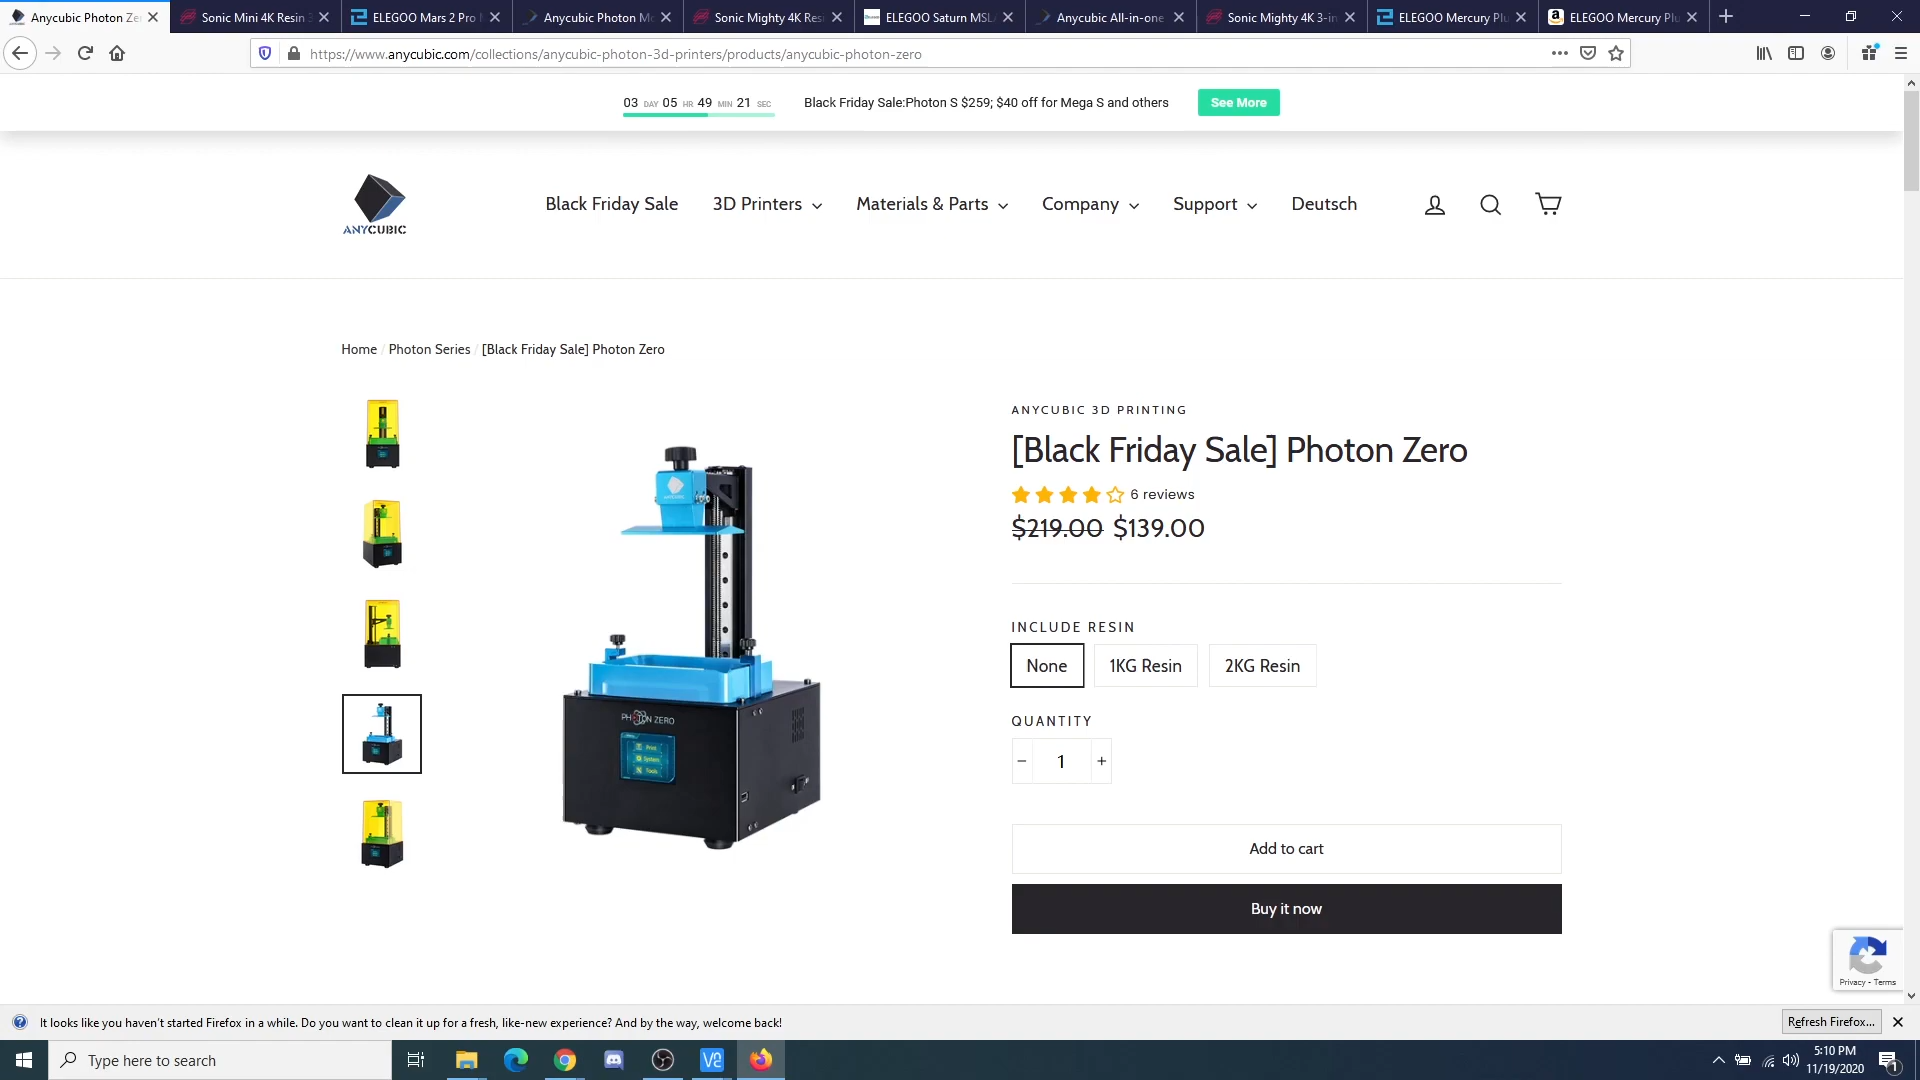 Anycubic Photon Ze
Sonic Mini 4K Resin 3
ELEGOO Mars 2 Pro
Anycubic Photon Mo
Sonic Mighty 4K Resi
ELEGOO Saturn MSLA
Anycubic All-in-one
Sonic Mighty 4K 3-in
ELEGOO Mercury Plu
ELEGOO Mercury Plu
https://www.anycubic.com/collections/anycubic-photon-3d-printers/products/anycubic-photon-zero
03 DAY 05 HR 49 MIN 21 SEC
Black Friday Sale:Photon S $259; $40 off for Mega S and others
See More
ANYCUBIC
Black Friday Sale
3D Printers
Materials & Parts
Company
Support
Deutsch
Home / Photon Series / [Black Friday Sale] Photon Zero
ANYCUBIC 3D PRINTING
[Black Friday Sale] Photon Zero
6 reviews
$219.00 $139.00
INCLUDE RESIN
None
1KG Resin
2KG Resin
QUANTITY
− 1 +
Add to cart
Buy it now
PHOTON ZERO
Print
System
Tools
Privacy - Terms
It looks like you haven't started Firefox in a while. Do you want to clean it up for a fresh, like-new experience? And by the way, welcome back!
Refresh Firefox...
Type here to search
5:10 PM
11/19/2020
1